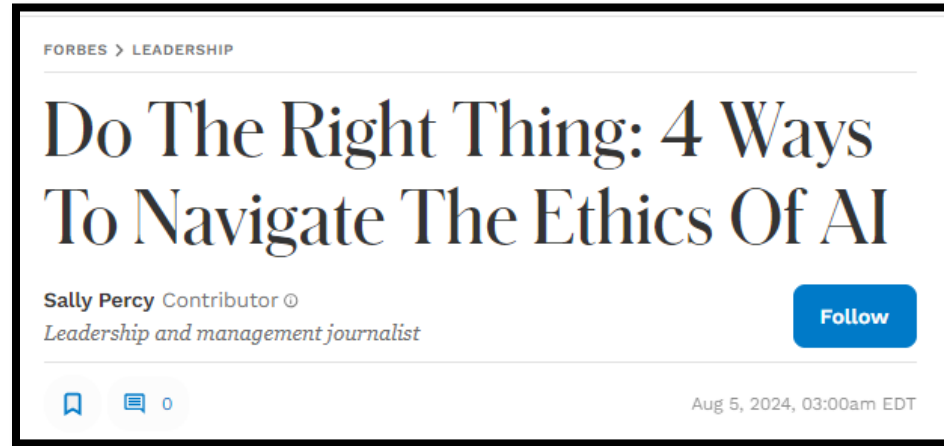 FORBES > LEADERSHIP
Do The Right Thing: 4 Ways
To Navigate The Ethics Of AI
Sally Percy Contributor
Leadership and management journalist
Follow
0
Aug 5, 2024, 03:00am EDT